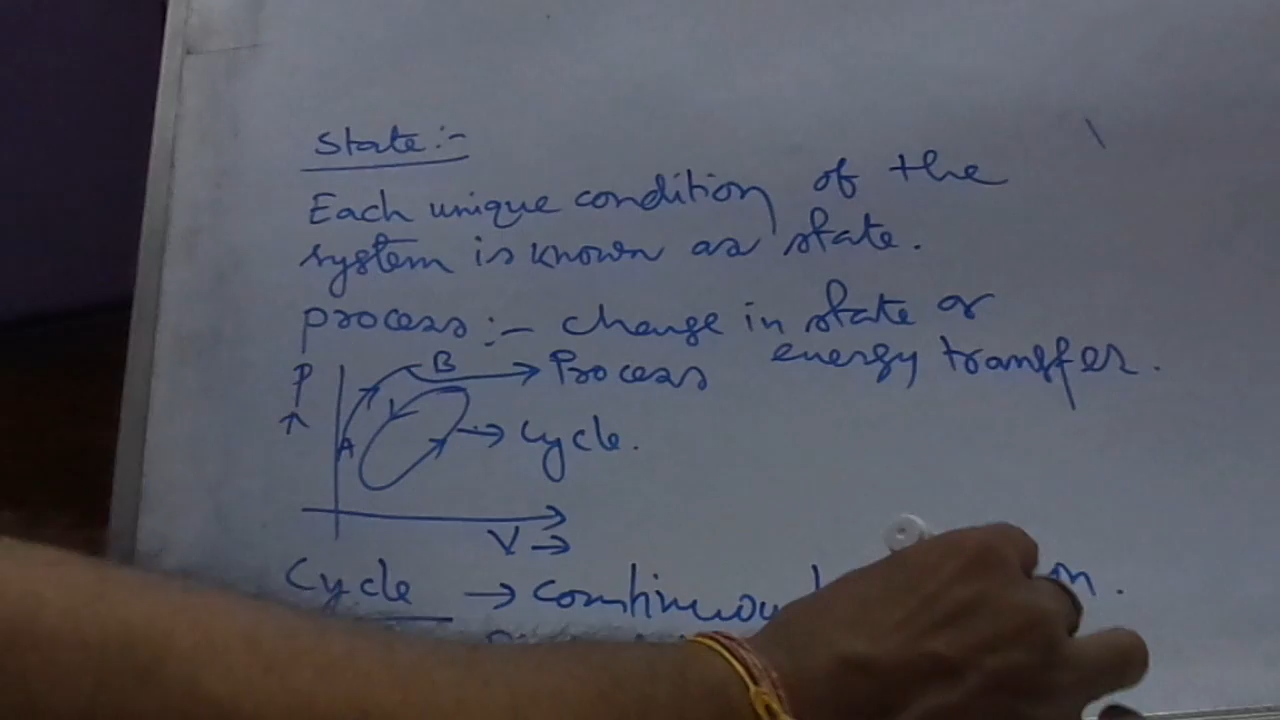 State:-
Each unique condition of the
system is known as state.
process:- change in state or
energy transfer.
P
B → Process
A
→ Cycle.
V →
Cycle → continuou